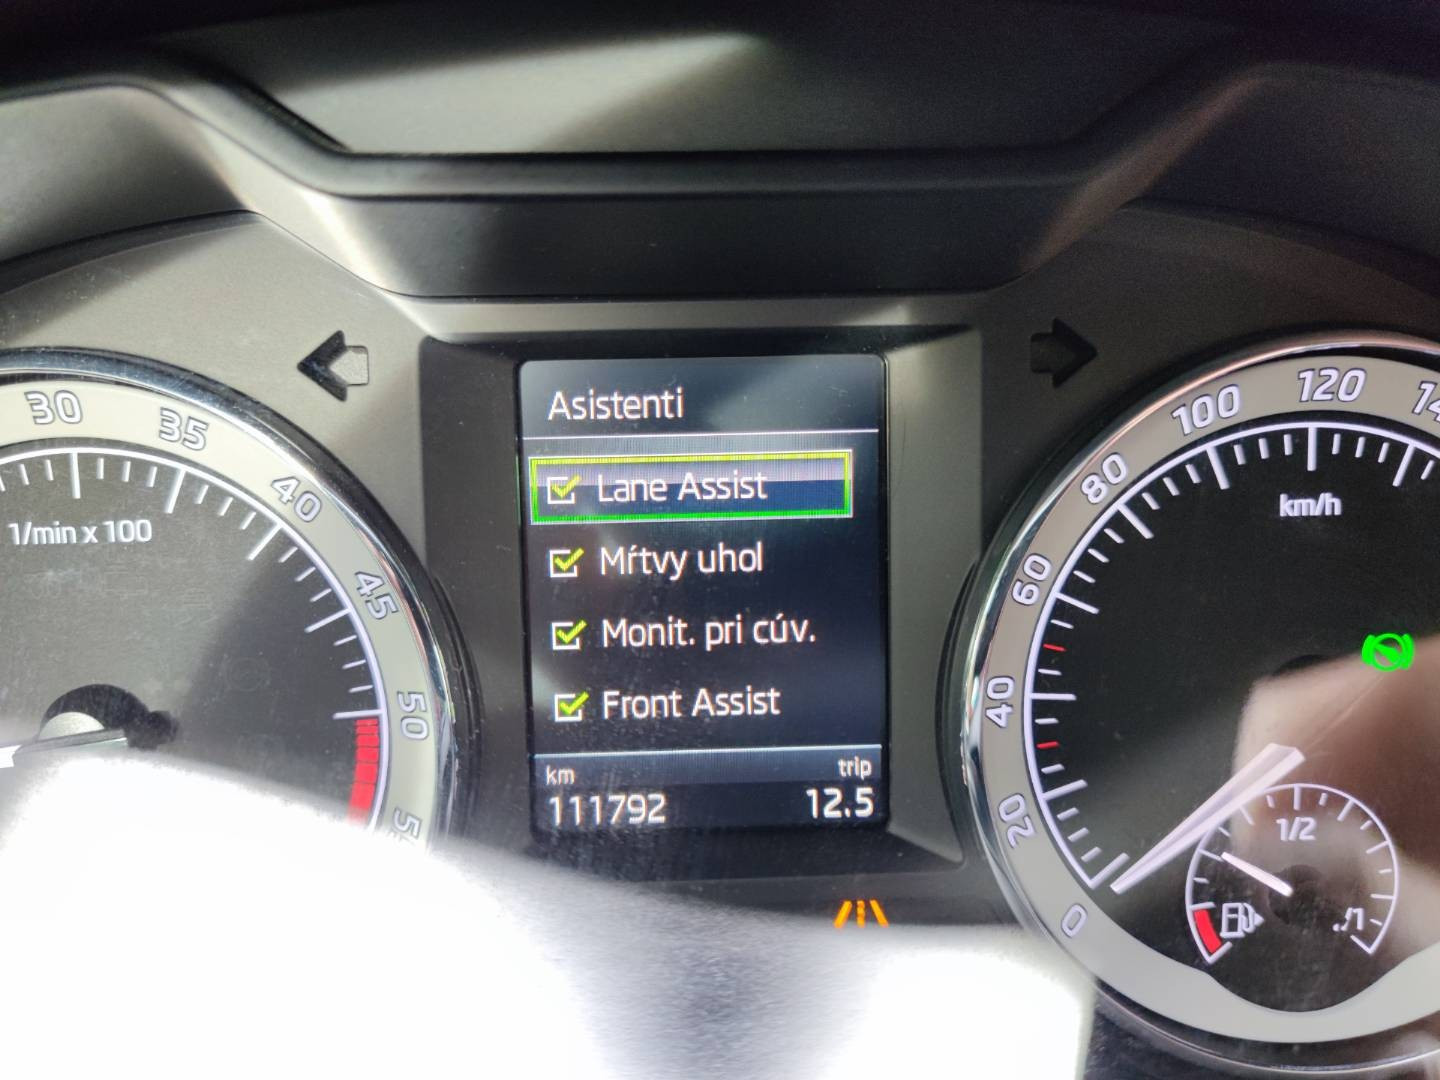 Asistenti
Lane Assist
Mŕtvy uhol
Monit. pri cúv.
Front Assist
km
trip
111792
12.5
30
35
40
45
50
1/min x 100
0
20
40
60
80
100
120
km/h
1/2